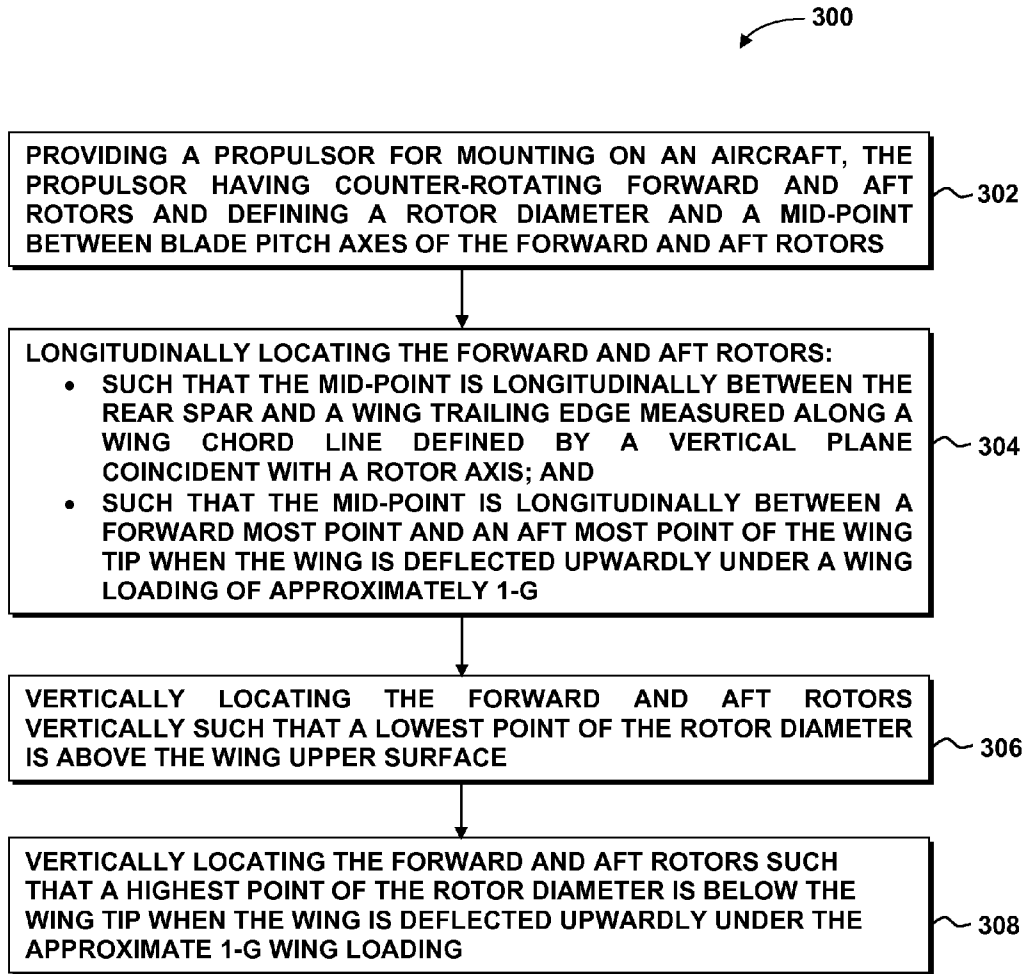 300
PROVIDING A PROPULSOR FOR MOUNTING ON AN AIRCRAFT, THE
PROPULSOR HAVING COUNTER-ROTATING FORWARD AND AFT
ROTORS AND DEFINING A ROTOR DIAMETER AND A MID-POINT
BETWEEN BLADE PITCH AXES OF THE FORWARD AND AFT ROTORS
302
LONGITUDINALLY LOCATING THE FORWARD AND AFT ROTORS:
• SUCH THAT THE MID-POINT IS LONGITUDINALLY BETWEEN THE
REAR SPAR AND A WING TRAILING EDGE MEASURED ALONG A
WING CHORD LINE DEFINED BY A VERTICAL PLANE
COINCIDENT WITH A ROTOR AXIS; AND
• SUCH THAT THE MID-POINT IS LONGITUDINALLY BETWEEN A
FORWARD MOST POINT AND AN AFT MOST POINT OF THE WING
TIP WHEN THE WING IS DEFLECTED UPWARDLY UNDER A WING
LOADING OF APPROXIMATELY 1-G
304
VERTICALLY LOCATING THE FORWARD AND AFT ROTORS
VERTICALLY SUCH THAT A LOWEST POINT OF THE ROTOR DIAMETER
IS ABOVE THE WING UPPER SURFACE
306
VERTICALLY LOCATING THE FORWARD AND AFT ROTORS SUCH
THAT A HIGHEST POINT OF THE ROTOR DIAMETER IS BELOW THE
WING TIP WHEN THE WING IS DEFLECTED UPWARDLY UNDER THE
APPROXIMATE 1-G WING LOADING
308